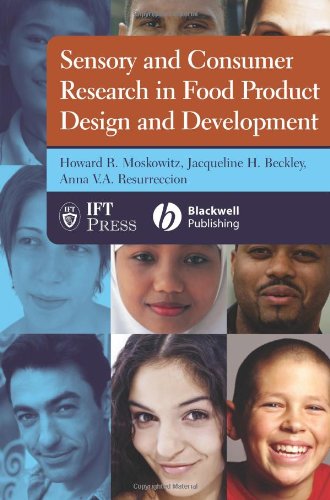 Sensory and Consumer
Research in Food Product
Design and Development
Howard R. Moskowitz, Jacqueline H. Beckley,
Anna V.A. Resurreccion
IFT
IFT
PRESS
Blackwell
Publishing